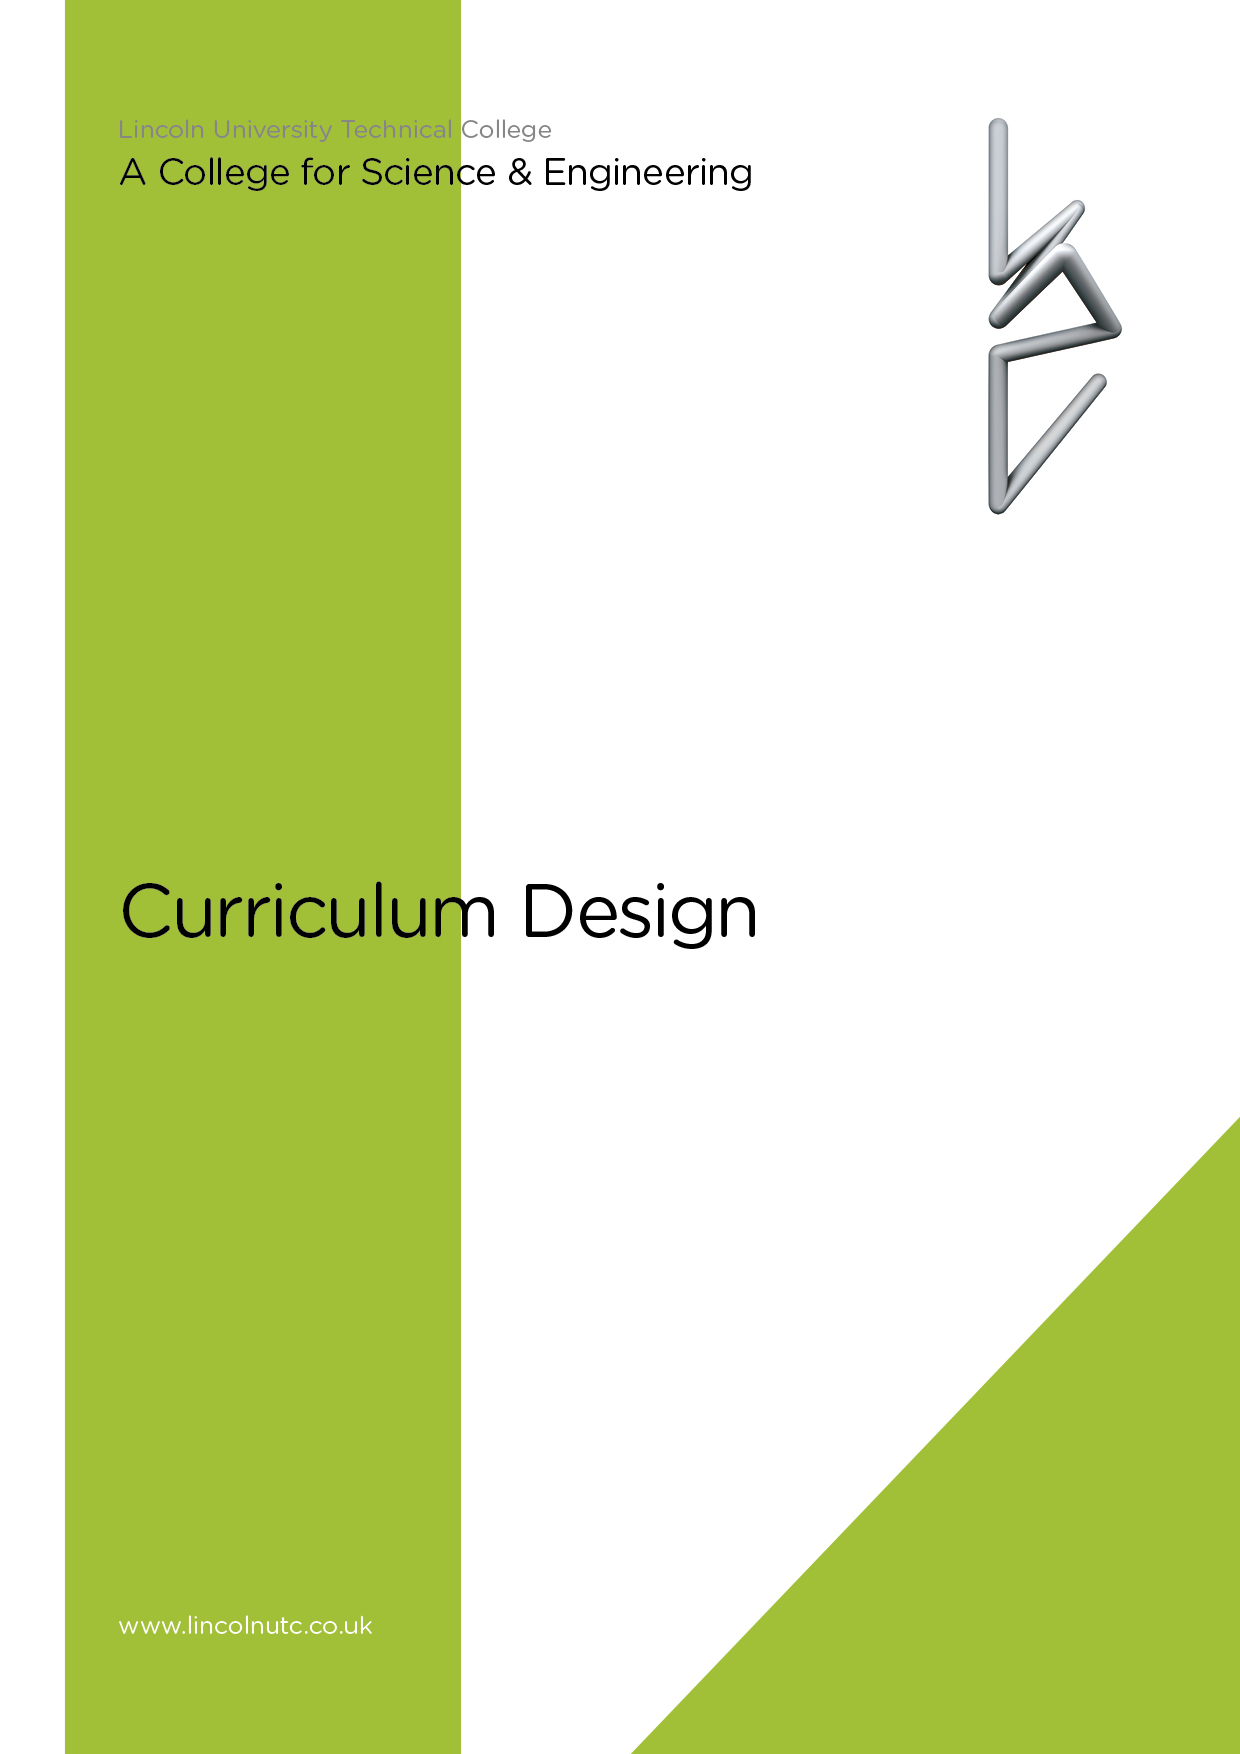 Lincoln University Technical College
A College for Science & Engineering
Curriculum Design
www.lincolnutc.co.uk